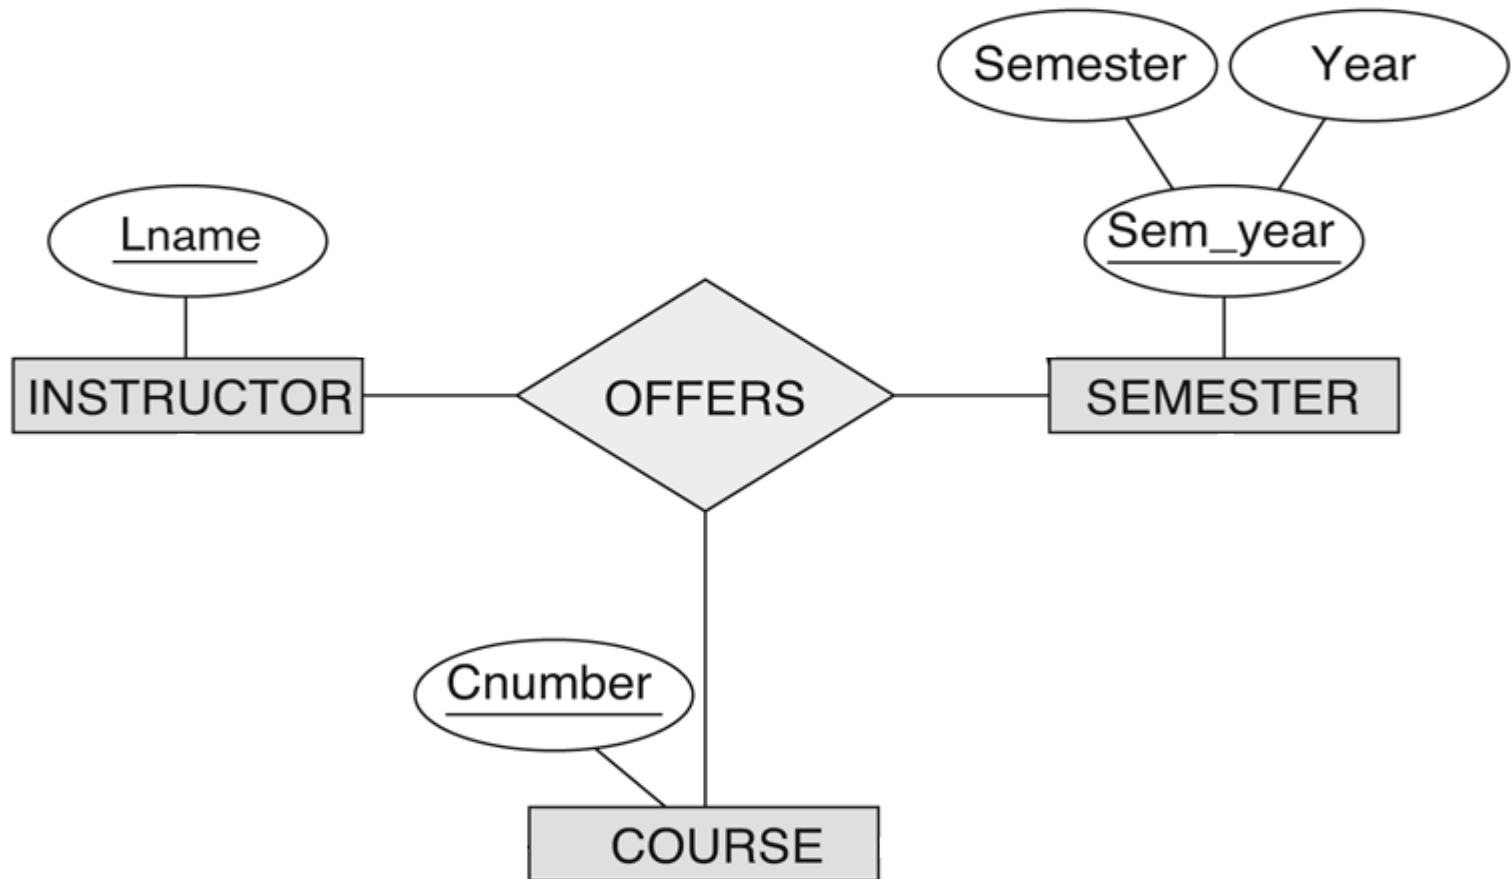 Semester
Year
Lname
Sem_year
INSTRUCTOR
OFFERS
SEMESTER
Cnumber
COURSE